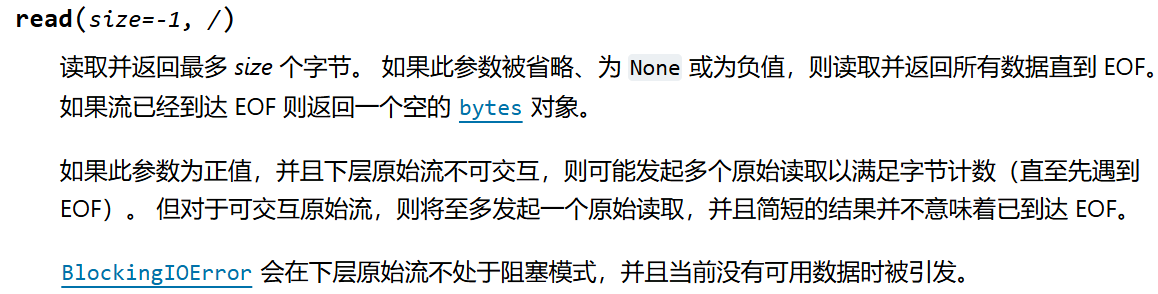 read(size=-1, /)
读取并返回最多 size 个字节。 如果此参数被省略、为 None 或为负值，则读取并返回所有数据直到 EOF。
如果流已经到达 EOF 则返回一个空的 bytes 对象。
如果此参数为正值，并且下层原始流不可交互，则可能发起多个原始读取以满足字节计数（直至先遇到
EOF）。 但对于可交互原始流，则将至多发起一个原始读取，并且简短的结果并不意味着已到达 EOF。
BlockingIOError 会在下层原始流不处于阻塞模式，并且当前没有可用数据时被引发。